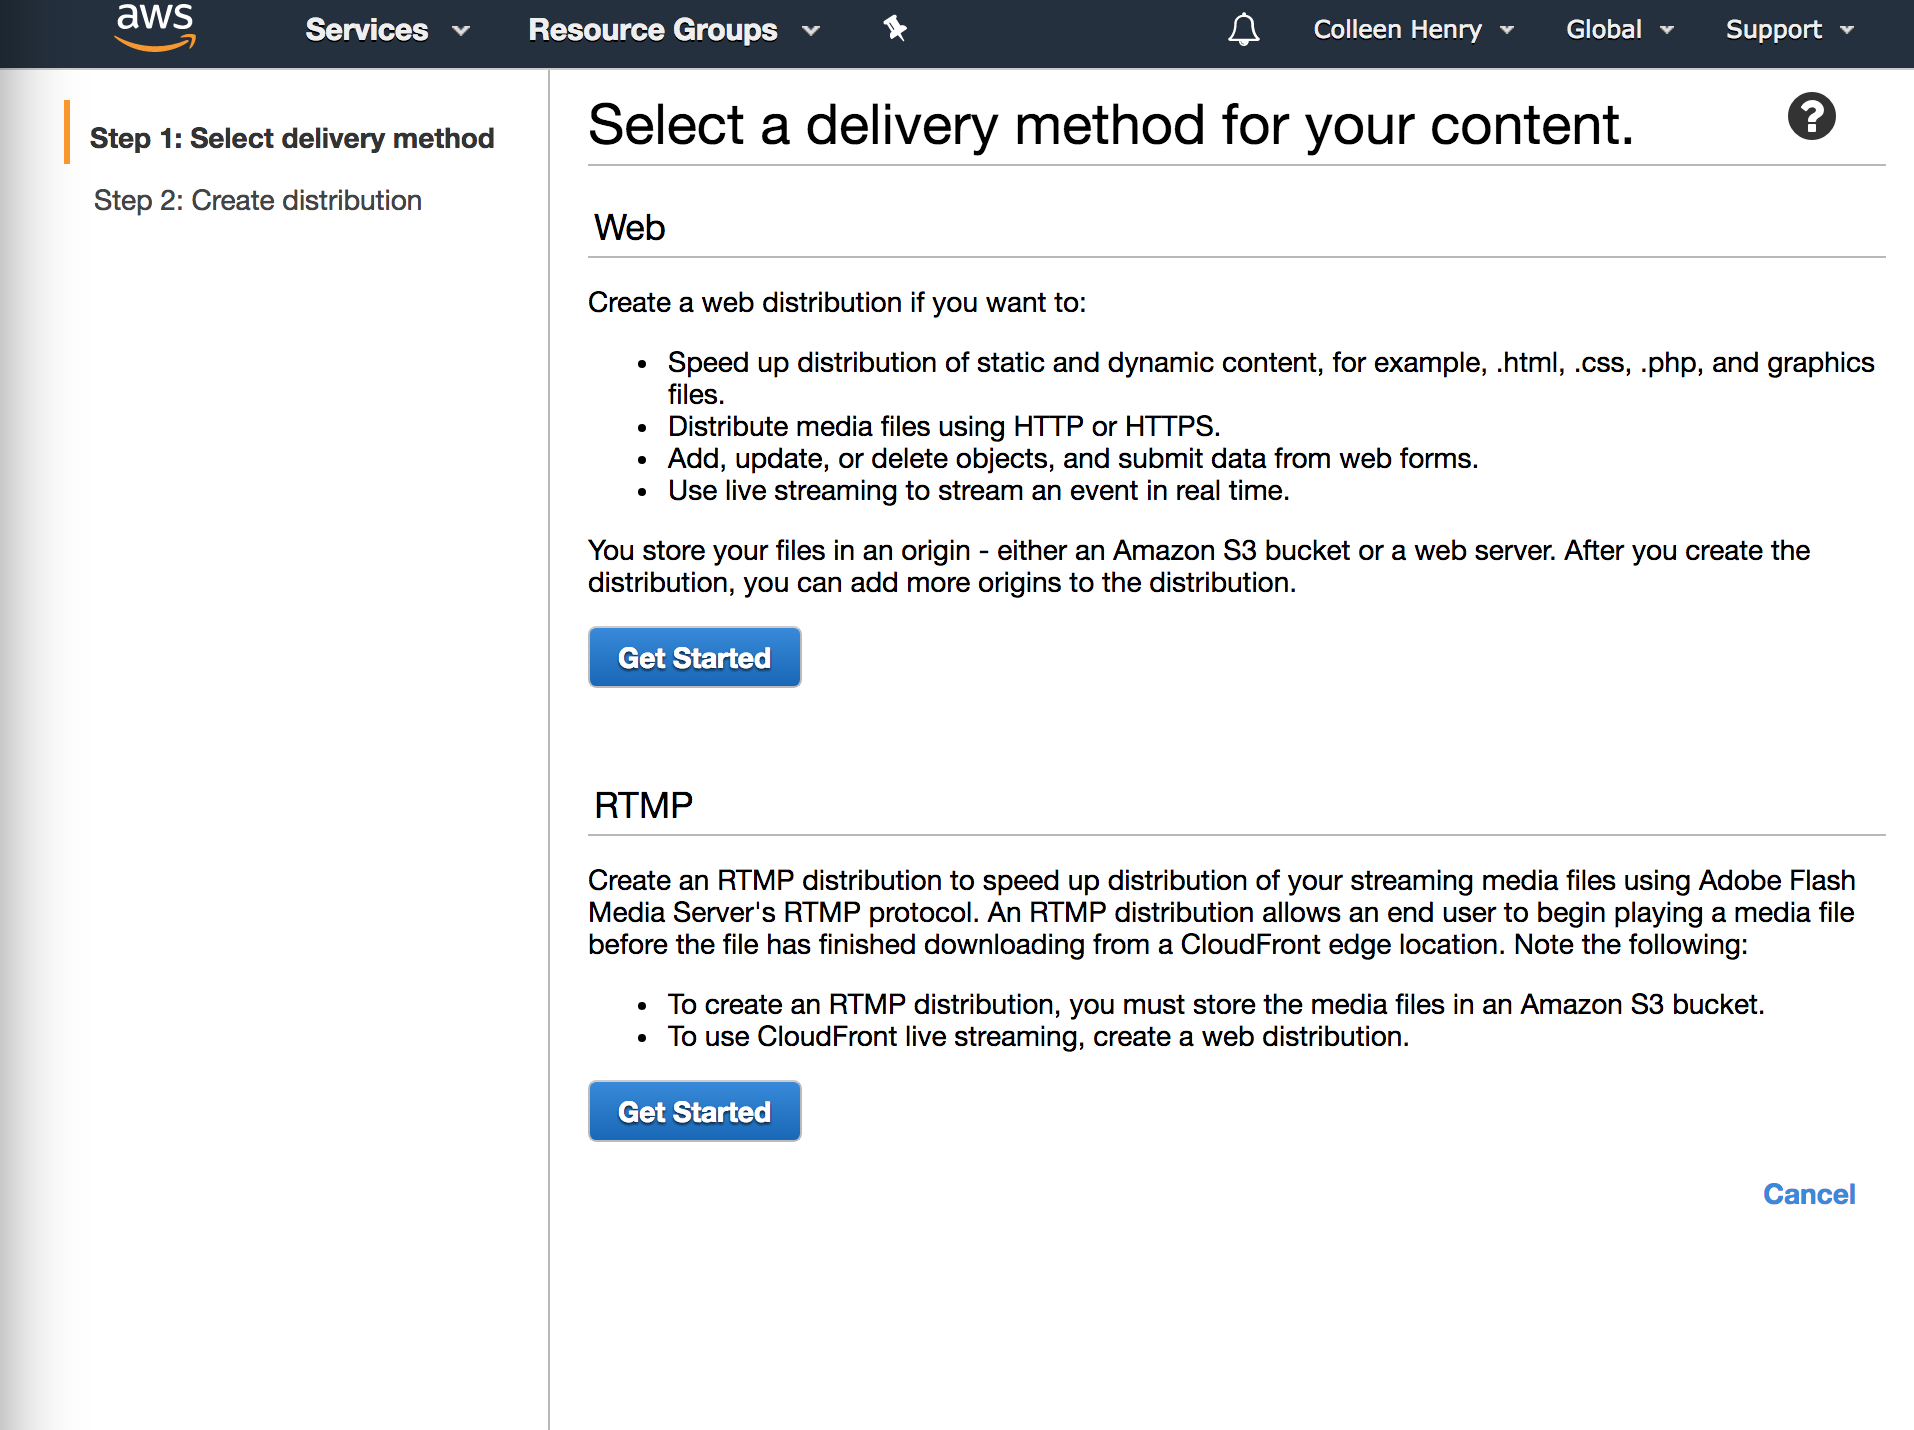 aws Services Resource Groups Colleen Henry Global Support
Step 1: Select delivery method
Step 2: Create distribution
Select a delivery method for your content.
?
Web
Create a web distribution if you want to:
• Speed up distribution of static and dynamic content, for example, .html, .css, .php, and graphics
files.
• Distribute media files using HTTP or HTTPS.
• Add, update, or delete objects, and submit data from web forms.
• Use live streaming to stream an event in real time.
You store your files in an origin - either an Amazon S3 bucket or a web server. After you create the
distribution, you can add more origins to the distribution.
Get Started
RTMP
Create an RTMP distribution to speed up distribution of your streaming media files using Adobe Flash
Media Server's RTMP protocol. An RTMP distribution allows an end user to begin playing a media file
before the file has finished downloading from a CloudFront edge location. Note the following:
• To create an RTMP distribution, you must store the media files in an Amazon S3 bucket.
• To use CloudFront live streaming, create a web distribution.
Get Started
Cancel